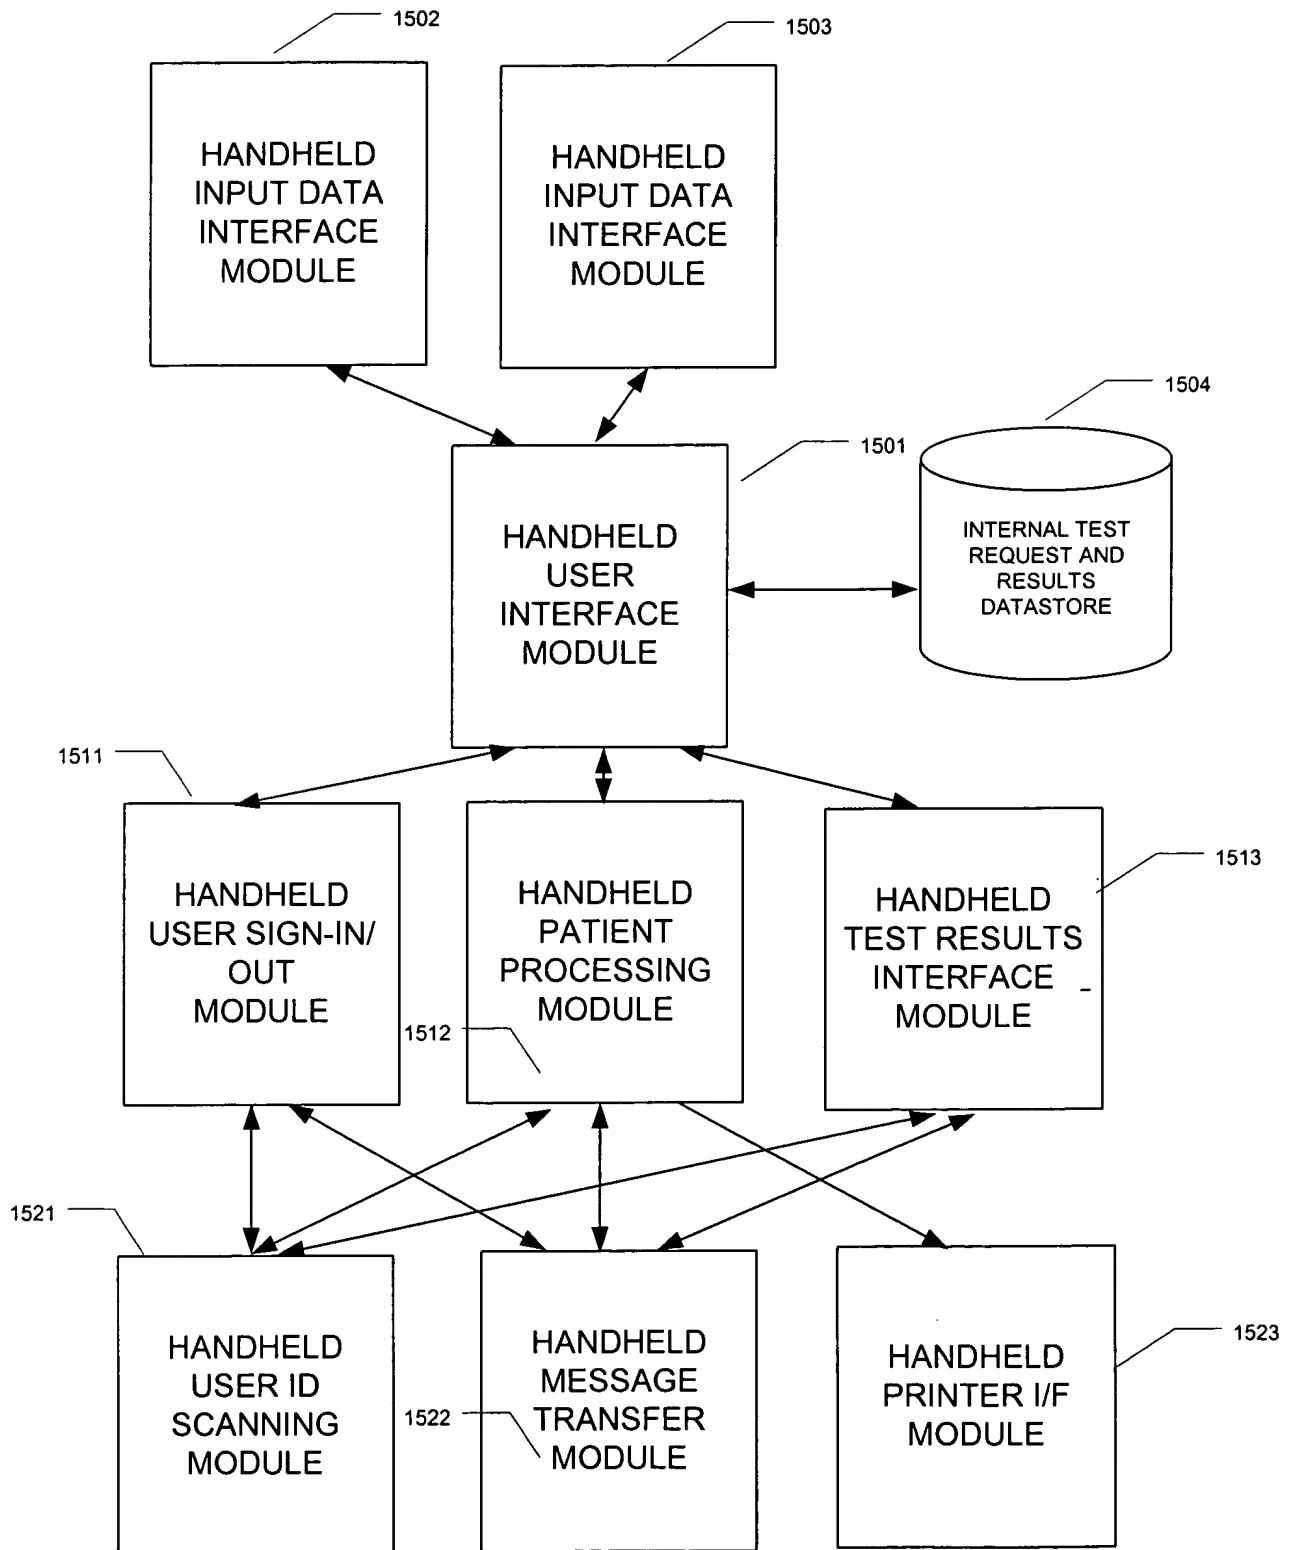 1502
1503
HANDHELD
INPUT DATA
INTERFACE
MODULE
HANDHELD
INPUT DATA
INTERFACE
MODULE
1504
1501
HANDHELD
USER
INTERFACE
MODULE
INTERNAL TEST
REQUEST AND
RESULTS
DATASTORE
1511
1513
HANDHELD
USER SIGN-IN/
OUT
MODULE
HANDHELD
PATIENT
PROCESSING
MODULE
1512
HANDHELD
TEST RESULTS
INTERFACE
MODULE
1521
1523
HANDHELD
USER ID
SCANNING
MODULE
HANDHELD
MESSAGE
TRANSFER
MODULE
1522
HANDHELD
PRINTER I/F
MODULE